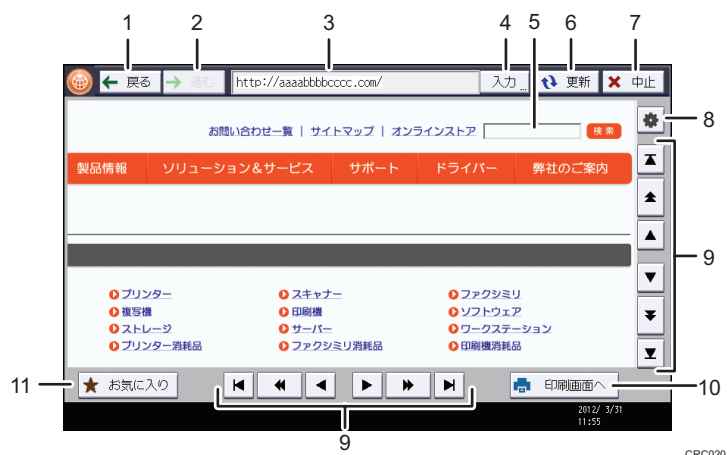 1 2 3 4 5 6 7
戻る 進む http://aaaabbbbcccc.com/ 入力 更新 中止
8
お問い合わせ一覧 | サイトマップ | オンラインストア 検索
製品情報 ソリューション&サービス サポート ドライバー 弊社のご案内
9
プリンター スキャナー ファクシミリ
複写機 印刷機 ソフトウェア
ストレージ サーバー ワークステーション
プリンター消耗品 ファクシミリ消耗品 印刷機消耗品
11 お気に入り 印刷画面へ 10
2012/ 3/31
11:55
9
CRC020